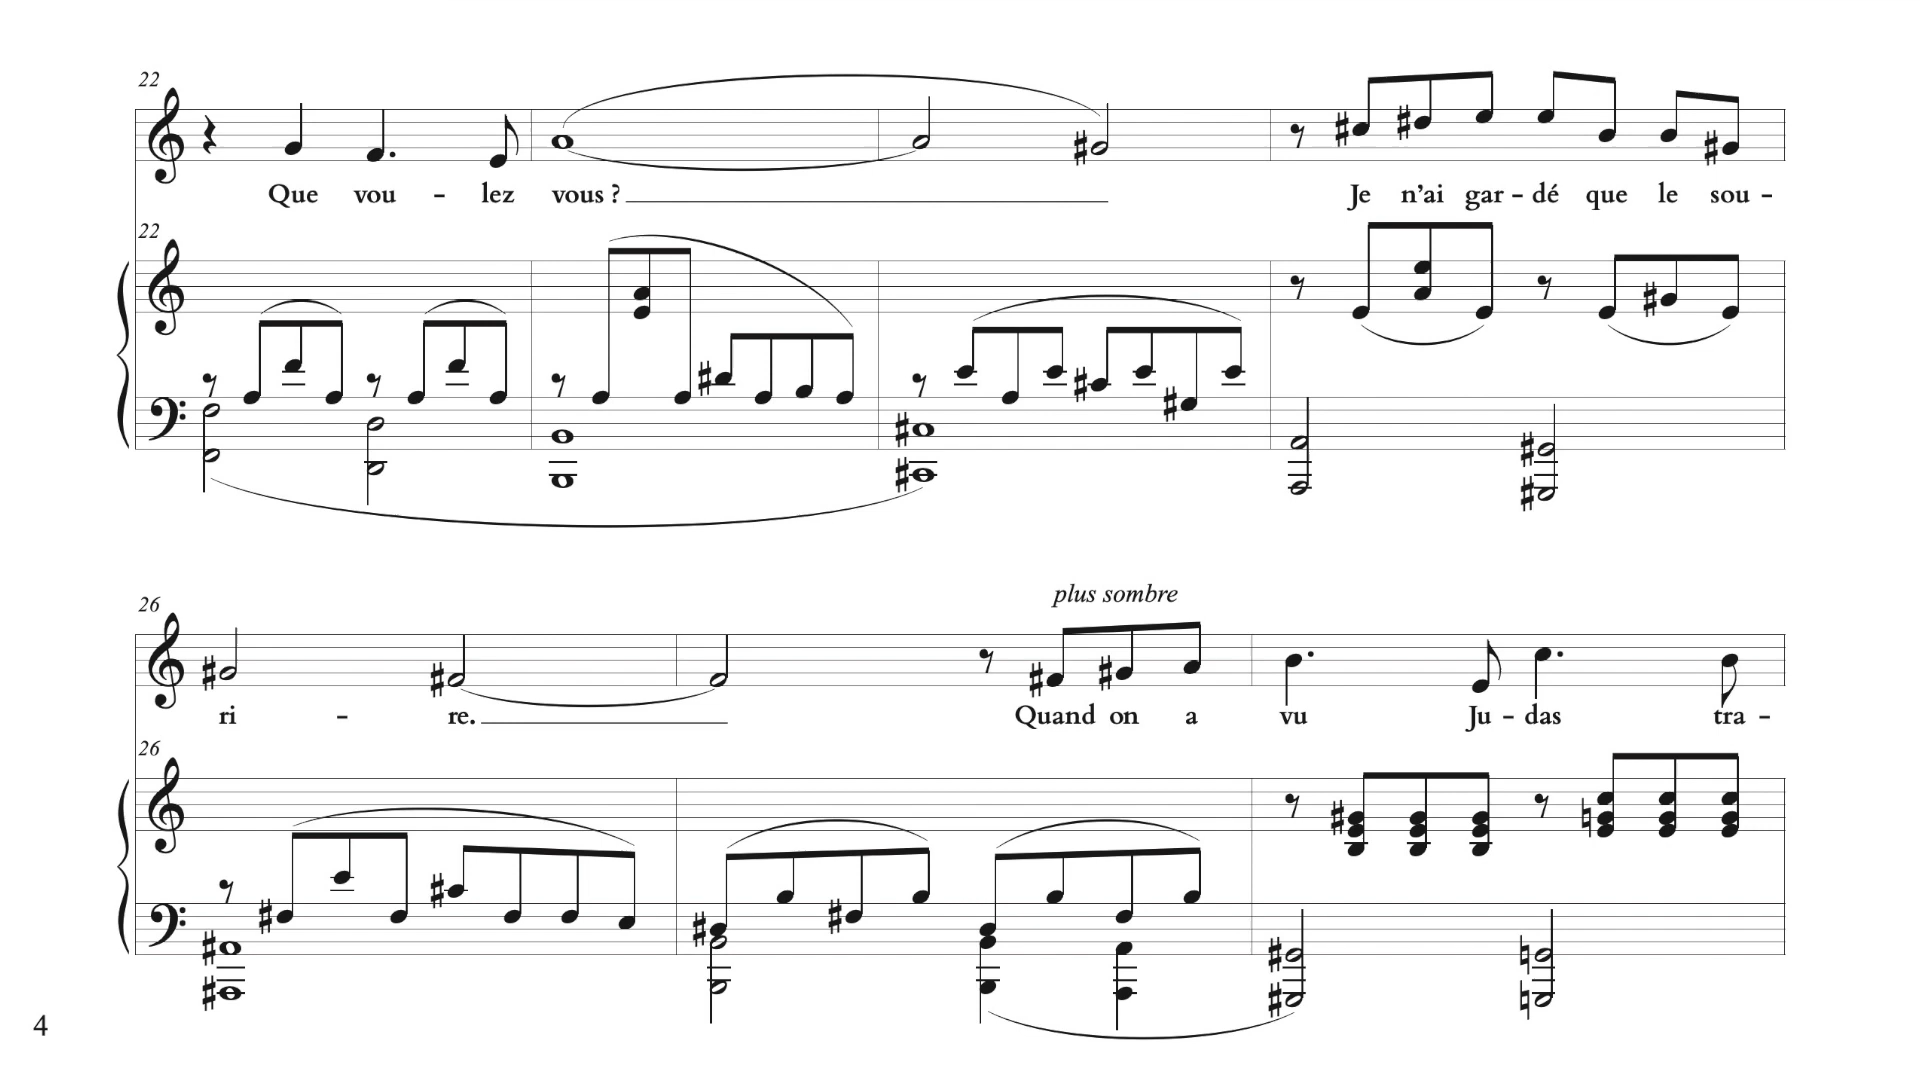 22
Que vou - lez vous ? Je n’ai gar - dé que le sou -
22
plus sombre
26
ri - re. Quand on a vu Ju - das tra -
26
4